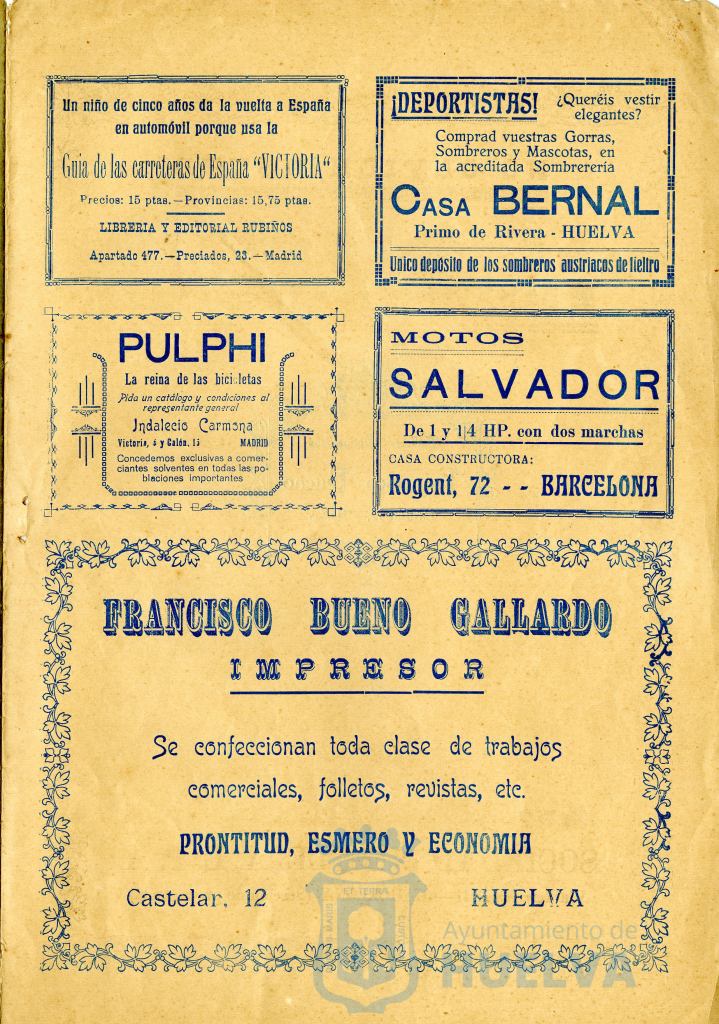 Un niño de cinco años da la vuelta a España
en automóvil porque usa la
Guia de las carreteras de España "VICTORIA"
Precios: 15 ptas.—Provincias: 15,75 ptas.
LIBRERIA Y EDITORIAL RUBIÑOS
Apartado 477.—Preciados, 23.—Madrid
¡DEPORTISTAS!
¿Queréis vestir
elegantes?
Comprad vuestras Gorras,
Sombreros y Mascotas, en
la acreditada Sombrerería
CASA BERNAL
Primo de Rivera - HUELVA
Unico depósito de los sombreros austriacos de fieltro
PULPHI
La reina de las bicicletas
Pida un catálogo y condiciones al
representante general
Indalecio Carmona
Victoria, 4 y Galón, 15 MADRID
Concedemos exclusivas a comer-
ciantes solventes en todas las po-
blaciones importantes
MOTOS
SALVADOR
De 1 y 1|4 HP. con dos marchas
CASA CONSTRUCTORA:
Rogent, 72 - - BARCELONA
FRANCISCO BUENO GALLARDO
IMPRESOR
Se confeccionan toda clase de trabajos
comerciales, folletos, revistas, etc.
PRONTITUD, ESMERO Y ECONOMIA
Castelar, 12 HUELVA
Ayuntamiento de
HUELVA